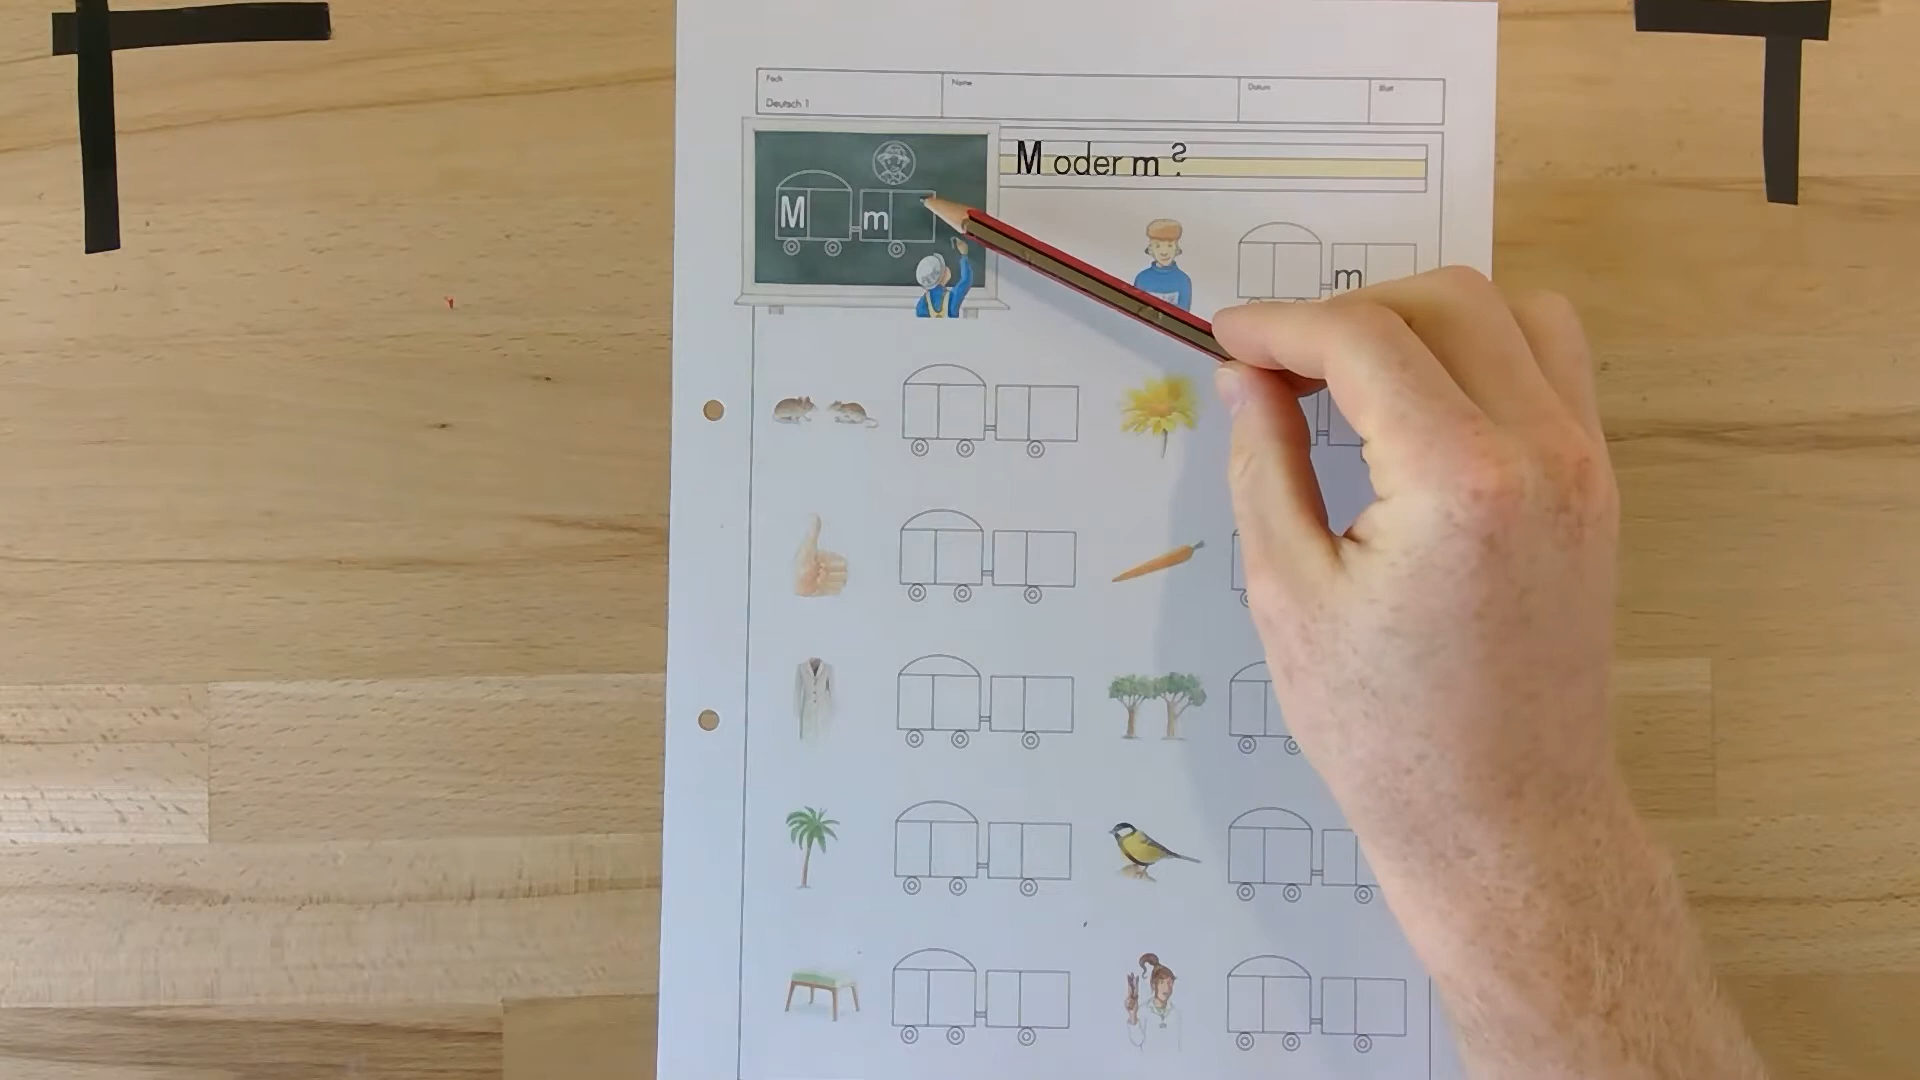 Fach Name Datum Blatt
Deutsch 1
M oder m ?
M m
m